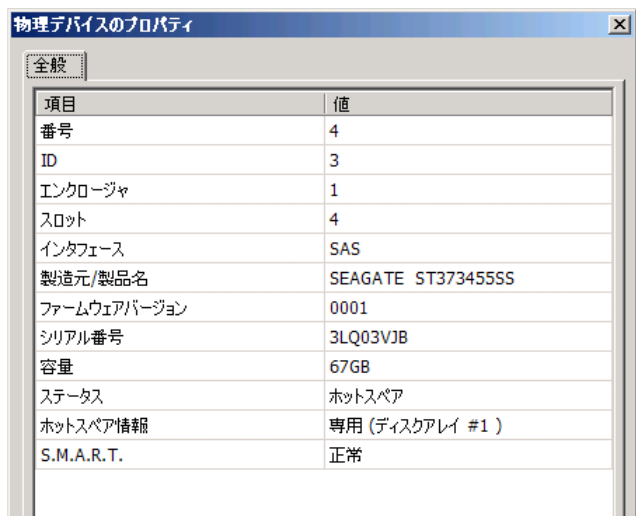 物理デバイスのプロパティ
全般
項目 値
番号 4
ID 3
エンクロージャ 1
スロット 4
インタフェース SAS
製造元/製品名 SEAGATE ST373455SS
ファームウェアバージョン 0001
シリアル番号 3LQ03VJB
容量 67GB
ステータス ホットスペア
ホットスペア情報 専用 (ディスクアレイ #1 )
S.M.A.R.T. 正常